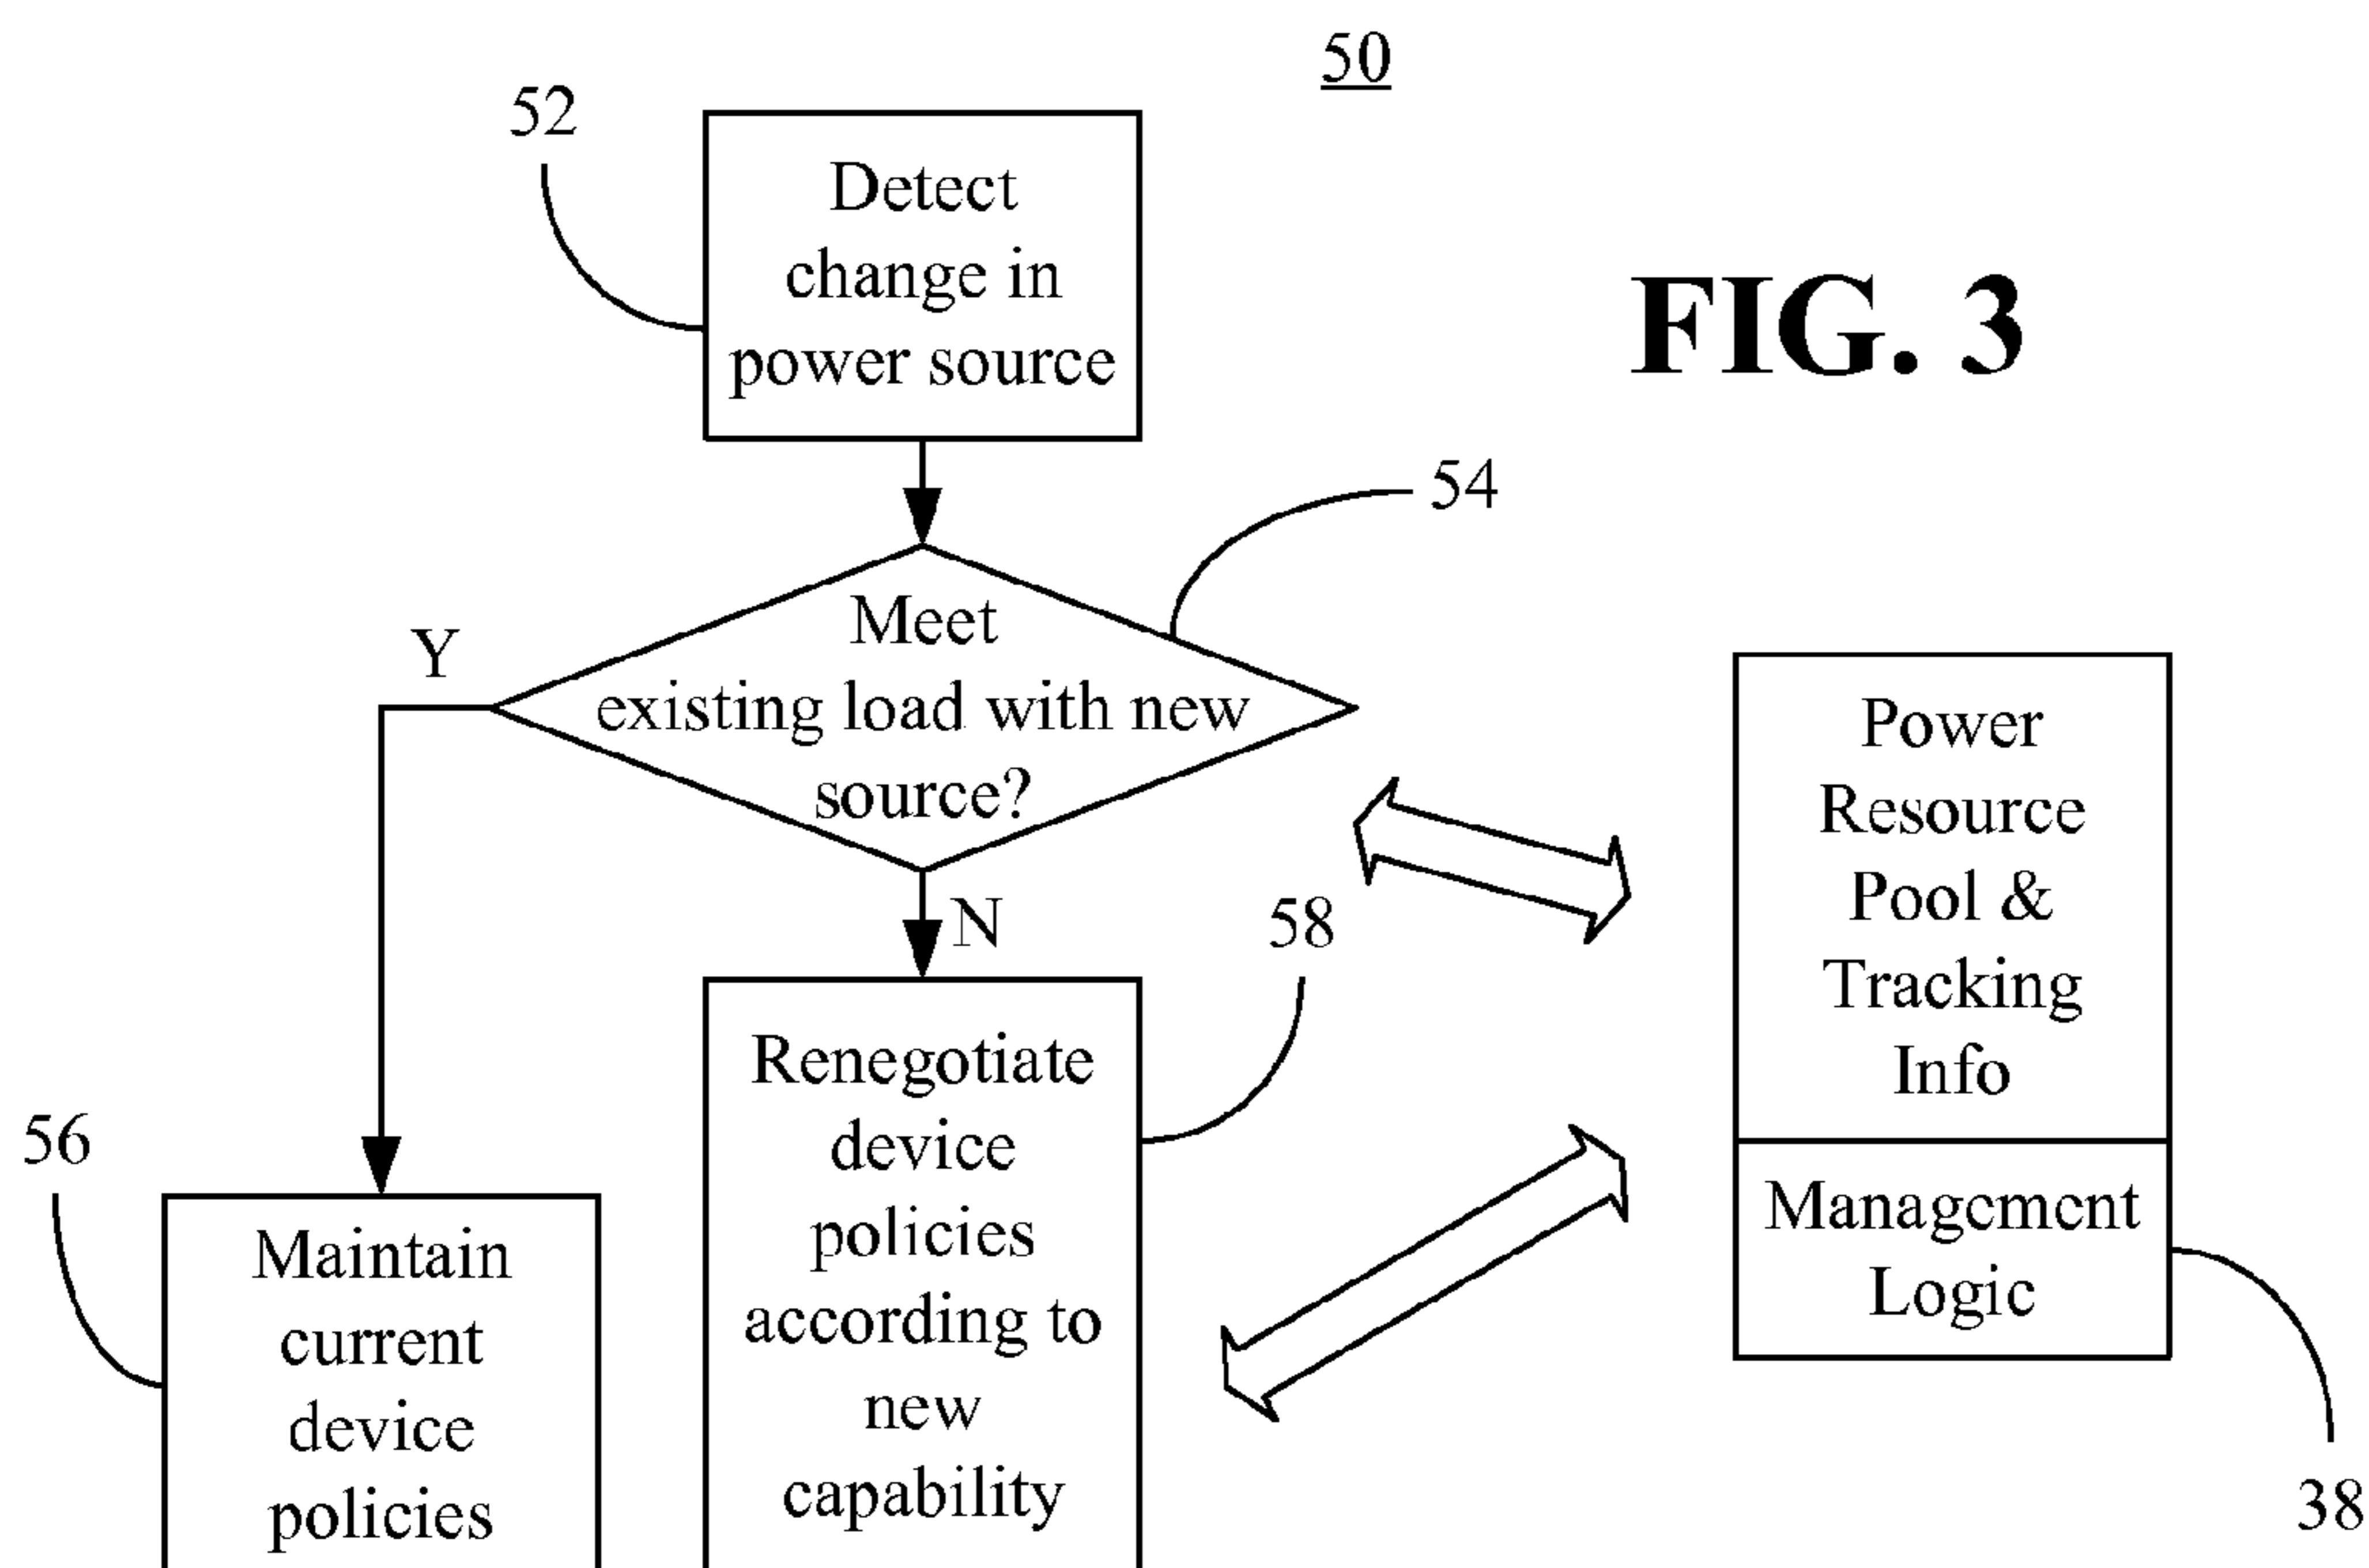 50
52
Detect
change in
power source
FIG. 3
54
Meet
existing load with new
source?
Y
N
58
Power
Resource
Pool &
Tracking
Info
Management
Logic
38
Renegotiate
device
policies
according to
new
capability
56
Maintain
current
device
policies